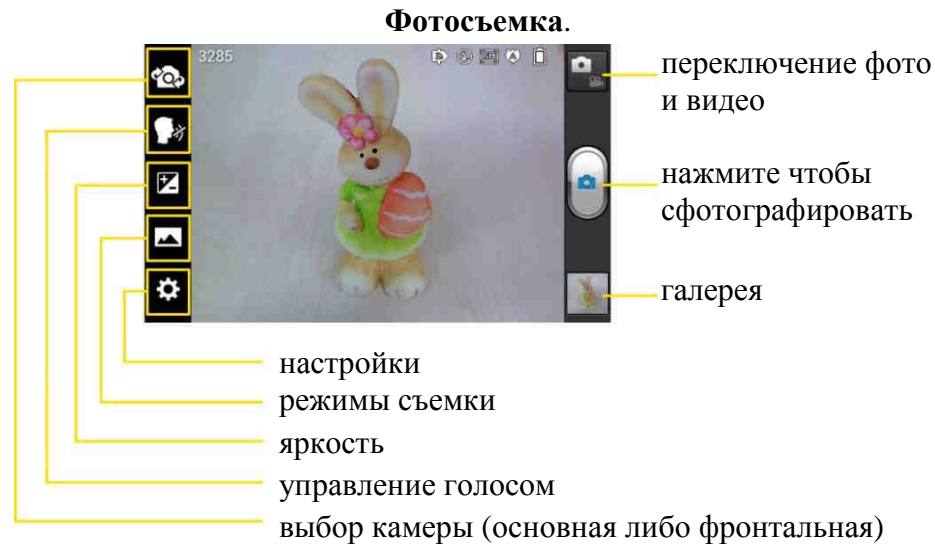 Фотосъемка.
3285
переключение фото
и видео
нажмите чтобы
сфотографировать
галерея
настройки
режимы съемки
яркость
управление голосом
выбор камеры (основная либо фронтальная)